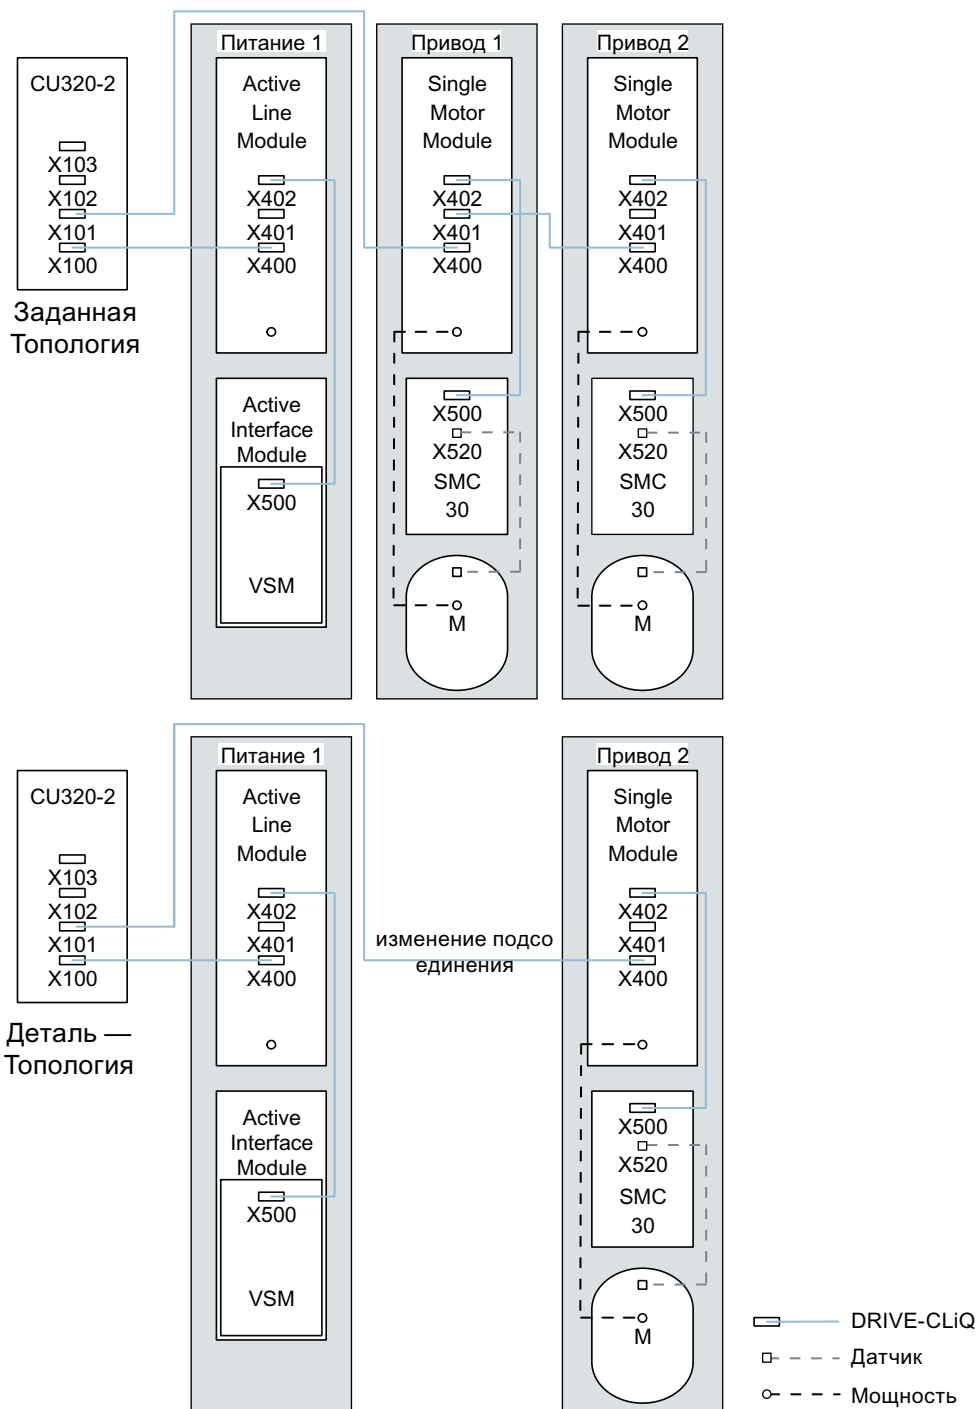 Питание 1
Привод 1
Привод 2
CU320-2
X103
X102
X101
X100
Заданная
Топология
Active
Line
Module
X402
X401
X400
Active
Interface
Module
X500
VSM
Single
Motor
Module
X402
X401
X400
X500
X520
SMC
30
M
Single
Motor
Module
X402
X401
X400
X500
X520
SMC
30
M
Питание 1
Привод 2
CU320-2
X103
X102
X101
X100
Деталь —
Топология
Active
Line
Module
X402
X401
X400
Active
Interface
Module
X500
VSM
изменение подсо
единения
Single
Motor
Module
X402
X401
X400
X500
X520
SMC
30
M
DRIVE-CLiQ
Датчик
Мощность